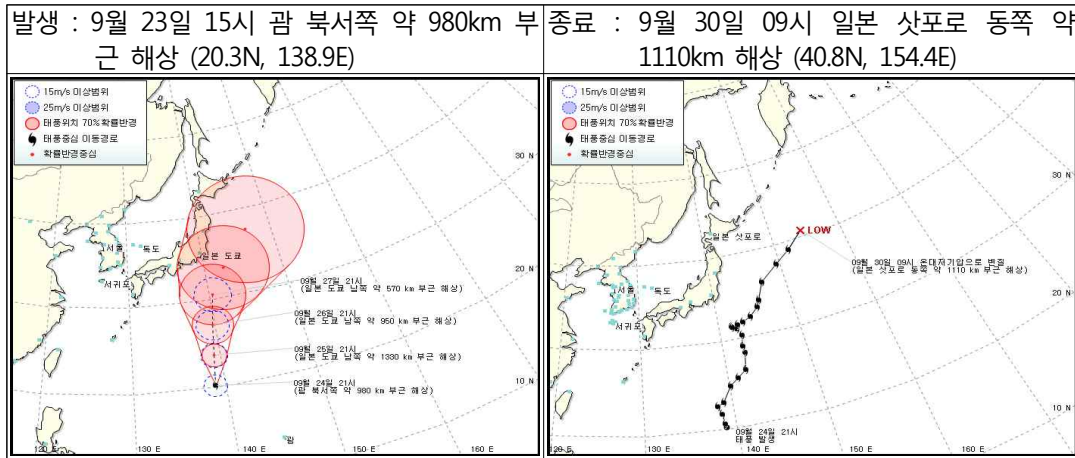 발생 : 9월 23일 15시 괌 북서쪽 약 980km 부
근 해상 (20.3N, 138.9E)
종료 : 9월 30일 09시 일본 삿포로 동쪽 약
1110km 해상 (40.8N, 154.4E)
15m/s 이상범위
25m/s 이상범위
태풍위치 70%확률반경
태풍중심 이동경로
확률반경중심
30 N
20 N
10 N
서울
독도
서귀포
일본 도쿄
09월 27일 21시
(일본 도쿄 남쪽 약 570 km 부근 해상)
09월 26일 21시
(일본 도쿄 남쪽 약 950 km 부근 해상)
09월 25일 21시
(일본 도쿄 남쪽 약 1330 km 부근 해상)
09월 24일 21시
(괌 북서쪽 약 980 km 부근 해상)
괌
120 E
130 E
140 E
150 E
160 E
15m/s 이상범위
25m/s 이상범위
태풍위치 70%확률반경
태풍중심 이동경로
확률반경중심
30 N
20 N
10 N
일본 삿포로
LOW
09월 30일 09시 온대저기압으로 변질
(일본 삿포로 동쪽 약 1110 km 부근 해상)
서울
독도
서귀포
09월 24일 21시
태풍 발생
120 E
130 E
140 E
150 E
160 E